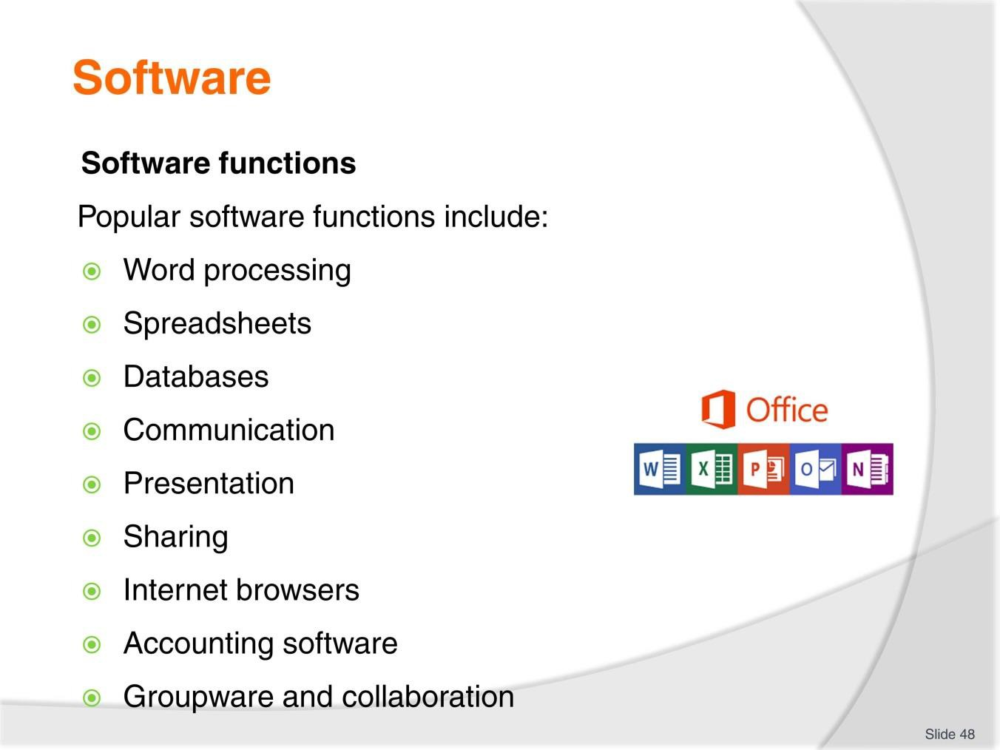 Software
Software functions
Popular software functions include:
Word processing
Spreadsheets
Databases
Communication
Presentation
Sharing
Internet browsers
Accounting software
Groupware and collaboration
Office
W X P O N
Slide 48